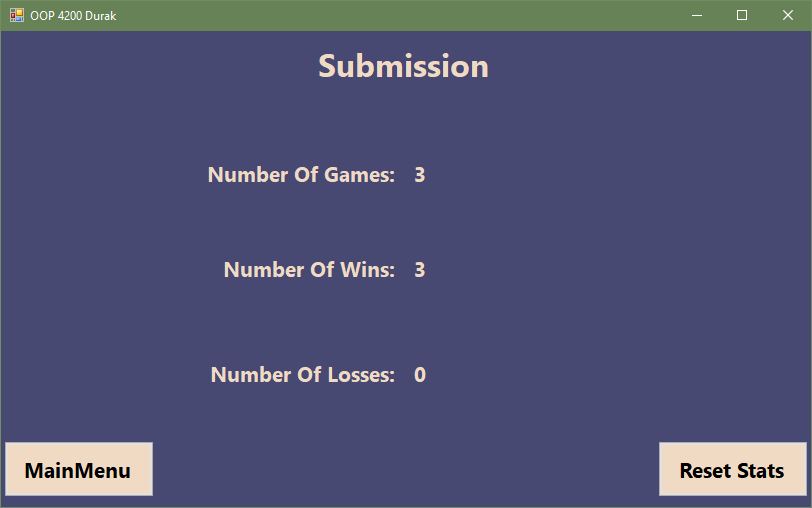 OOP 4200 Durak
Submission
Number Of Games: 3
Number Of Wins: 3
Number Of Losses: 0
MainMenu
Reset Stats